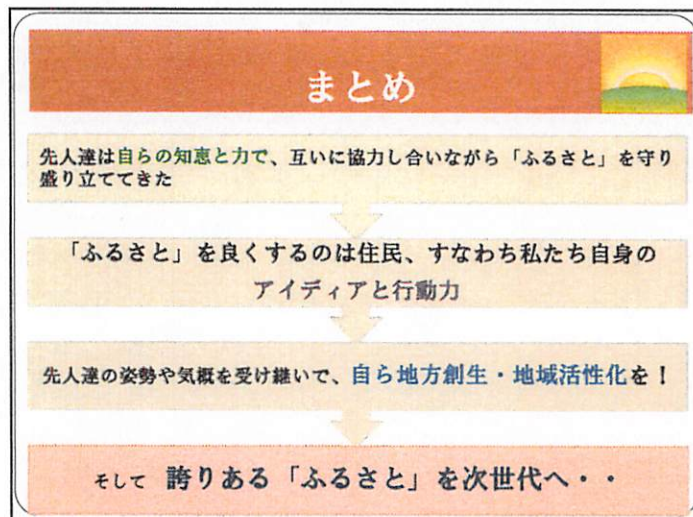 まとめ
先人達は自らの知恵と力で、互いに協力し合いながら「ふるさと」を守り
盛り立ててきた
「ふるさと」を良くするのは住民、すなわち私たち自身の
アイディアと行動力
先人達の姿勢や気概を受け継いで、自ら地方創生・地域活性化を！
そして 誇りある「ふるさと」を次世代へ・・